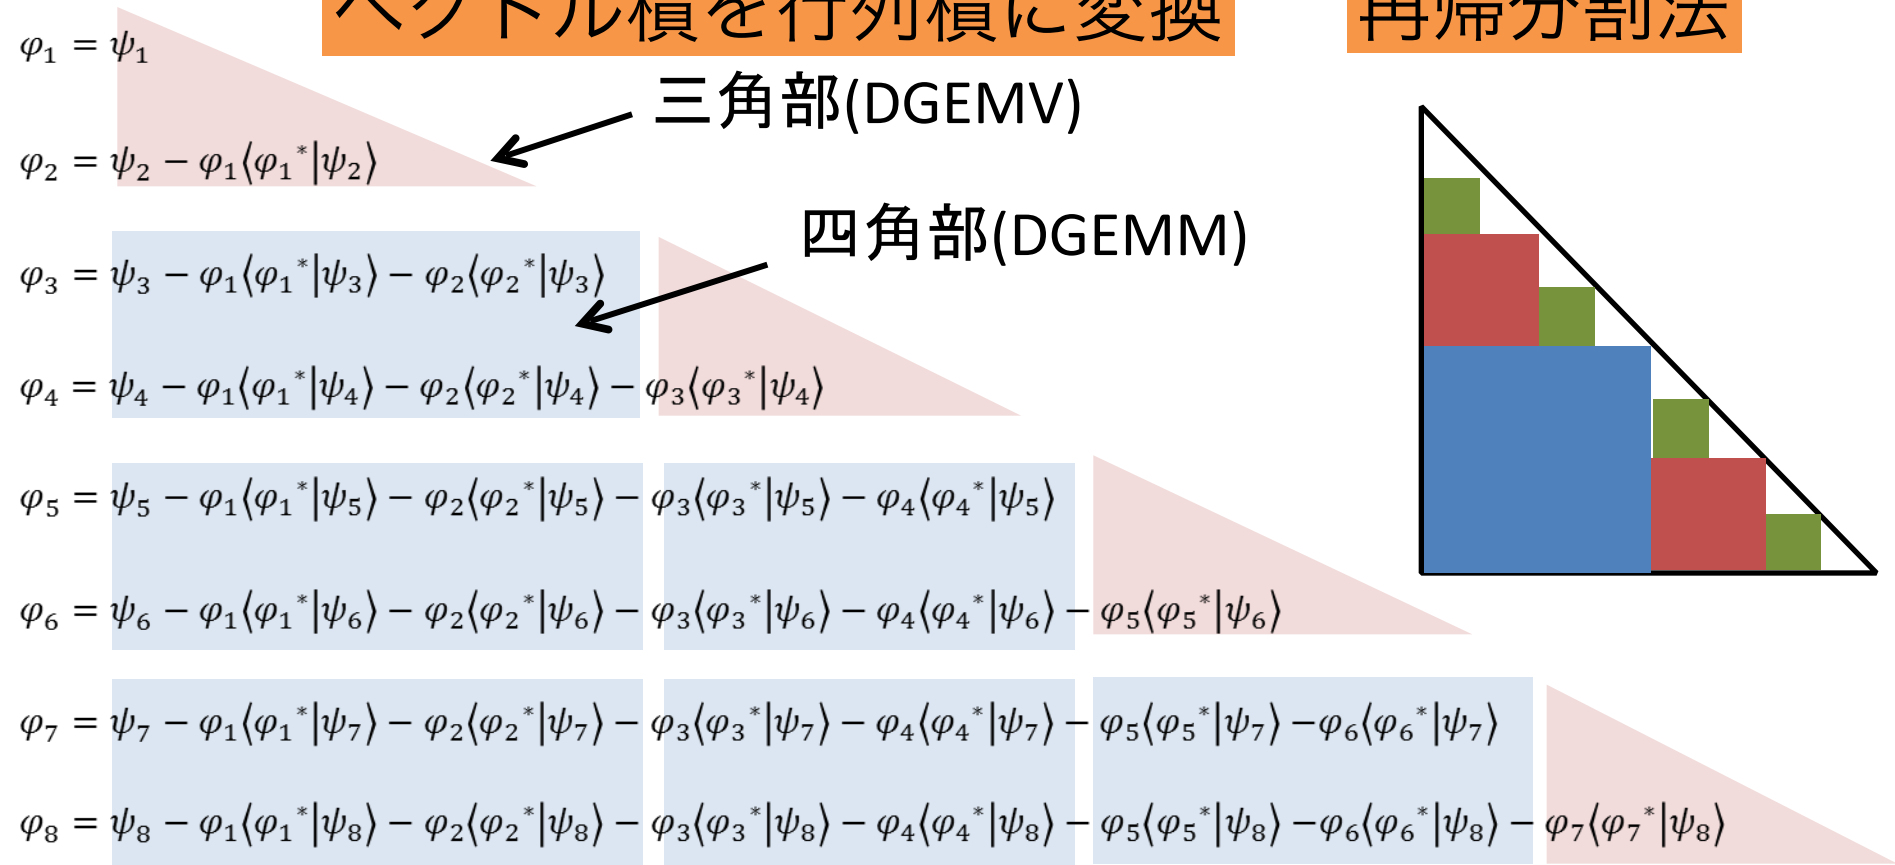 ベクトル積を行列積に変換
再帰分割法
三角部(DGEMV)
四角部(DGEMM)
φ₁ = ψ₁
φ₂ = ψ₂ − φ₁⟨φ₁*|ψ₂⟩
φ₃ = ψ₃ − φ₁⟨φ₁*|ψ₃⟩ − φ₂⟨φ₂*|ψ₃⟩
φ₄ = ψ₄ − φ₁⟨φ₁*|ψ₄⟩ − φ₂⟨φ₂*|ψ₄⟩ − φ₃⟨φ₃*|ψ₄⟩
φ₅ = ψ₅ − φ₁⟨φ₁*|ψ₅⟩ − φ₂⟨φ₂*|ψ₅⟩ − φ₃⟨φ₃*|ψ₅⟩ − φ₄⟨φ₄*|ψ₅⟩
φ₆ = ψ₆ − φ₁⟨φ₁*|ψ₆⟩ − φ₂⟨φ₂*|ψ₆⟩ − φ₃⟨φ₃*|ψ₆⟩ − φ₄⟨φ₄*|ψ₆⟩ − φ₅⟨φ₅*|ψ₆⟩
φ₇ = ψ₇ − φ₁⟨φ₁*|ψ₇⟩ − φ₂⟨φ₂*|ψ₇⟩ − φ₃⟨φ₃*|ψ₇⟩ − φ₄⟨φ₄*|ψ₇⟩ − φ₅⟨φ₅*|ψ₇⟩ −φ₆⟨φ₆*|ψ₇⟩
φ₈ = ψ₈ − φ₁⟨φ₁*|ψ₈⟩ − φ₂⟨φ₂*|ψ₈⟩ − φ₃⟨φ₃*|ψ₈⟩ − φ₄⟨φ₄*|ψ₈⟩ − φ₅⟨φ₅*|ψ₈⟩ −φ₆⟨φ₆*|ψ₈⟩ − φ₇⟨φ₇*|ψ₈⟩